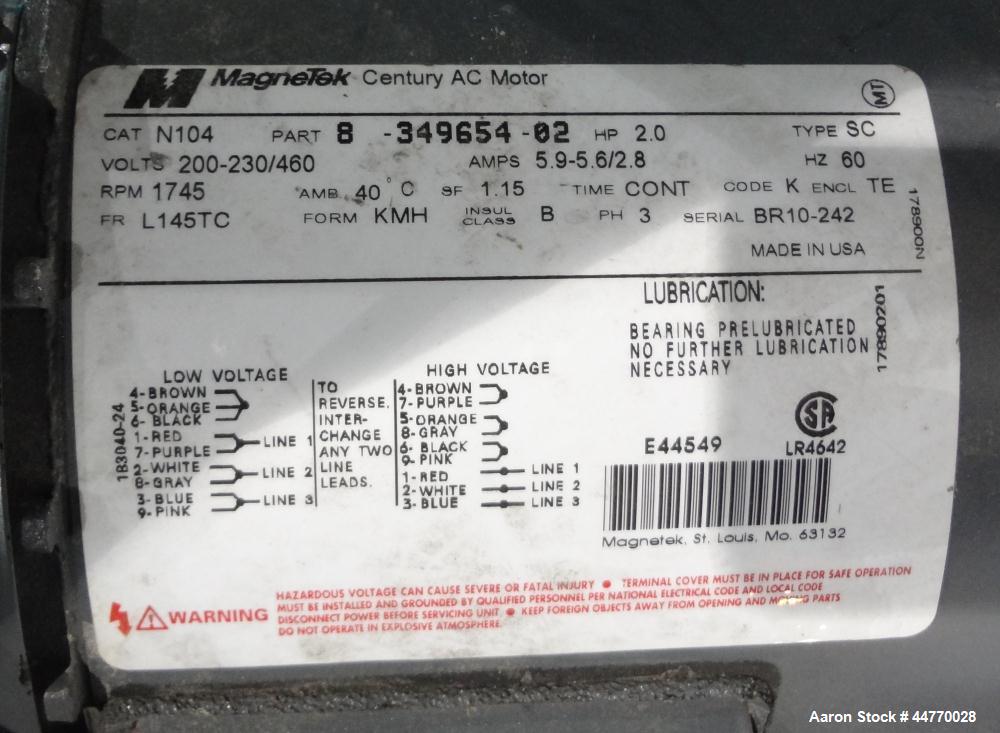 MagneTek Century AC Motor
MT
CAT N104 PART 8 -349654-02 HP 2.0 TYPE SC
VOLTS 200-230/460 AMPS 5.9-5.6/2.8 HZ 60
RPM 1745 AMB 40°C SF 1.15 TIME CONT CODE K ENCL TE
FR L145TC FORM KMH INSUL CLASS B PH 3 SERIAL BR10-242
MADE IN USA
178900N
LUBRICATION:
BEARING PRELUBRICATED
NO FURTHER LUBRICATION
NECESSARY
17890201
LOW VOLTAGE
4-BROWN
5-ORANGE
6-BLACK
1-RED
7-PURPLE LINE 1
2-WHITE
8-GRAY LINE 2
3-BLUE
9-PINK LINE 3
1B3040-24
TO
REVERSE,
INTER-
CHANGE
ANY TWO
LINE
LEADS.
HIGH VOLTAGE
4-BROWN
7-PURPLE
5-ORANGE
8-GRAY
6-BLACK
9-PINK
1-RED LINE 1
2-WHITE LINE 2
3-BLUE LINE 3
SA
E44549 LR4642
Magnetek, St. Louis, Mo. 63132
WARNING
HAZARDOUS VOLTAGE CAN CAUSE SEVERE OR FATAL INJURY ● TERMINAL COVER MUST BE IN PLACE FOR SAFE OPERATION
MUST BE INSTALLED AND GROUNDED BY QUALIFIED PERSONNEL PER NATIONAL ELECTRICAL CODE AND LOCAL CODE
DISCONNECT POWER BEFORE SERVICING UNIT ● KEEP FOREIGN OBJECTS AWAY FROM OPENING AND MOVING PARTS
DO NOT OPERATE IN EXPLOSIVE ATMOSPHERE.
Aaron Stock # 44770028